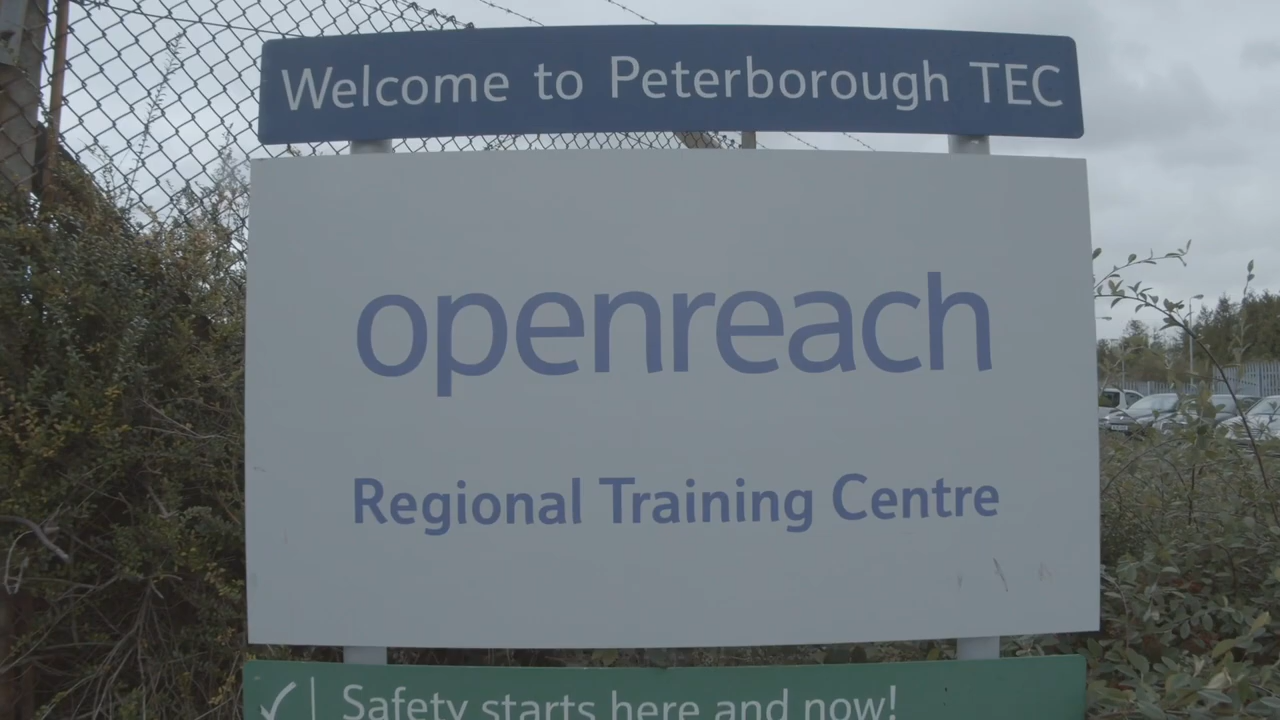 Welcome to Peterborough TEC
openreach
Regional Training Centre
Safety starts here and now!